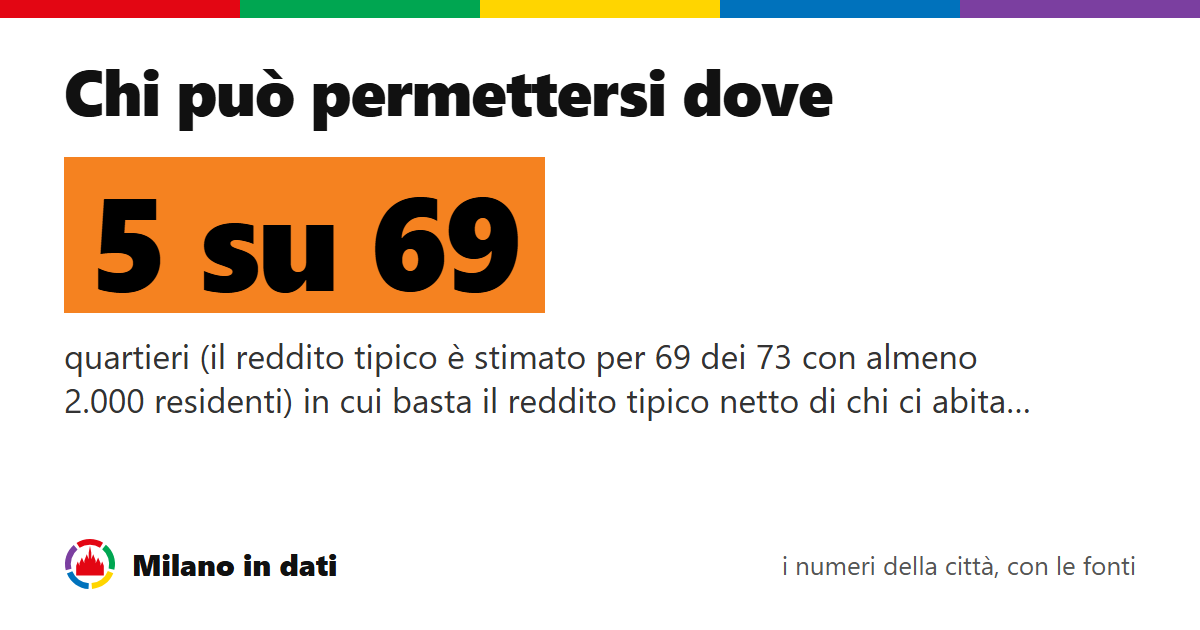 Chi può permettersi dove
5 su 69
quartieri (il reddito tipico è stimato per 69 dei 73 con almeno
2.000 residenti) in cui basta il reddito tipico netto di chi ci abita…
Milano in dati
i numeri della città, con le fonti